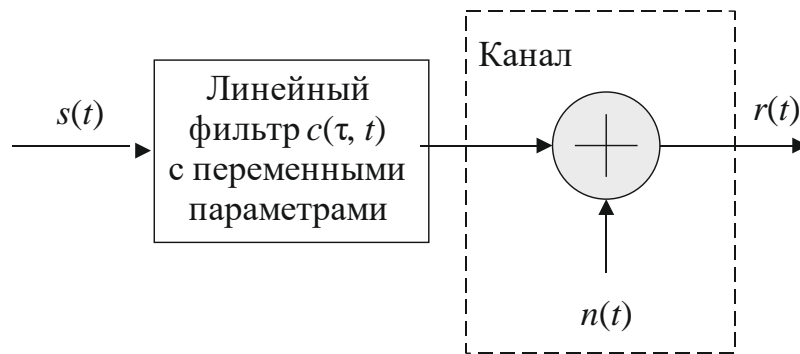 Канал
s(t)
Линейный
фильтр c(τ, t)
с переменными
параметрами
r(t)
n(t)